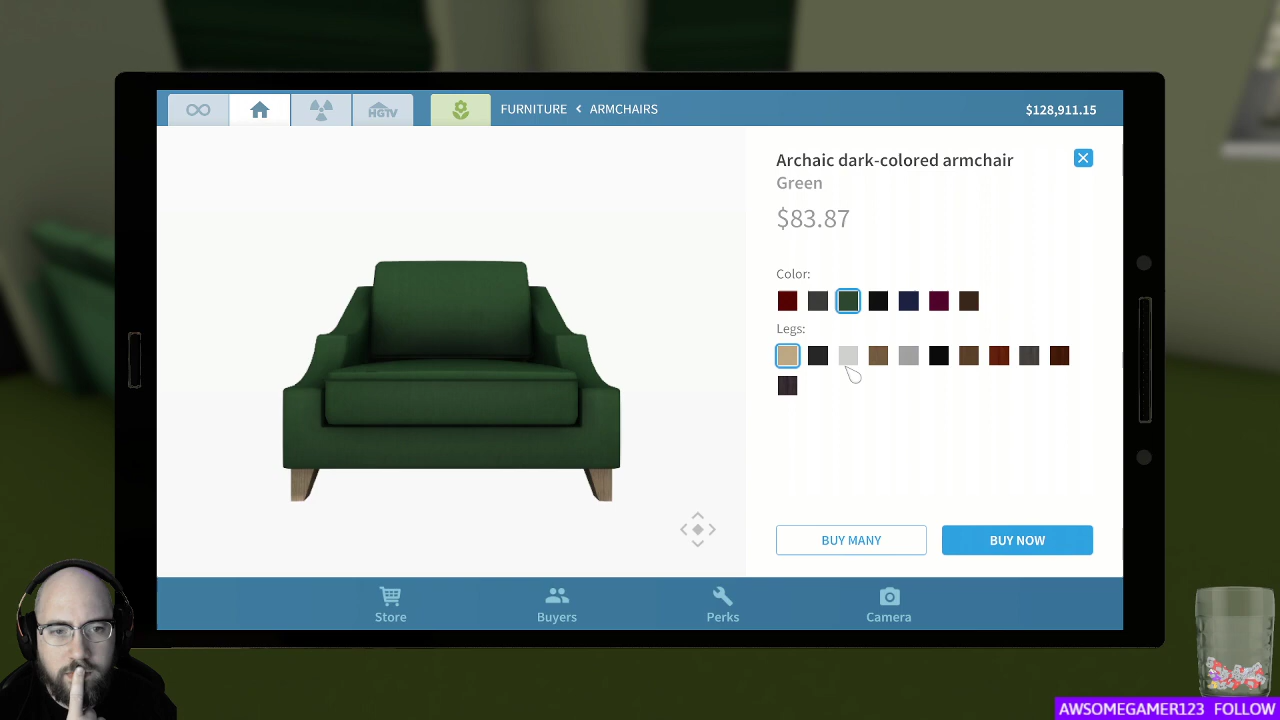 HGTV
FURNITURE < ARMCHAIRS
$128,911.15
Archaic dark-colored armchair
Green
$83.87
Color:
Legs:
BUY MANY
BUY NOW
Store
Buyers
Perks
Camera
AWSOMEGAMER123 FOLLOW